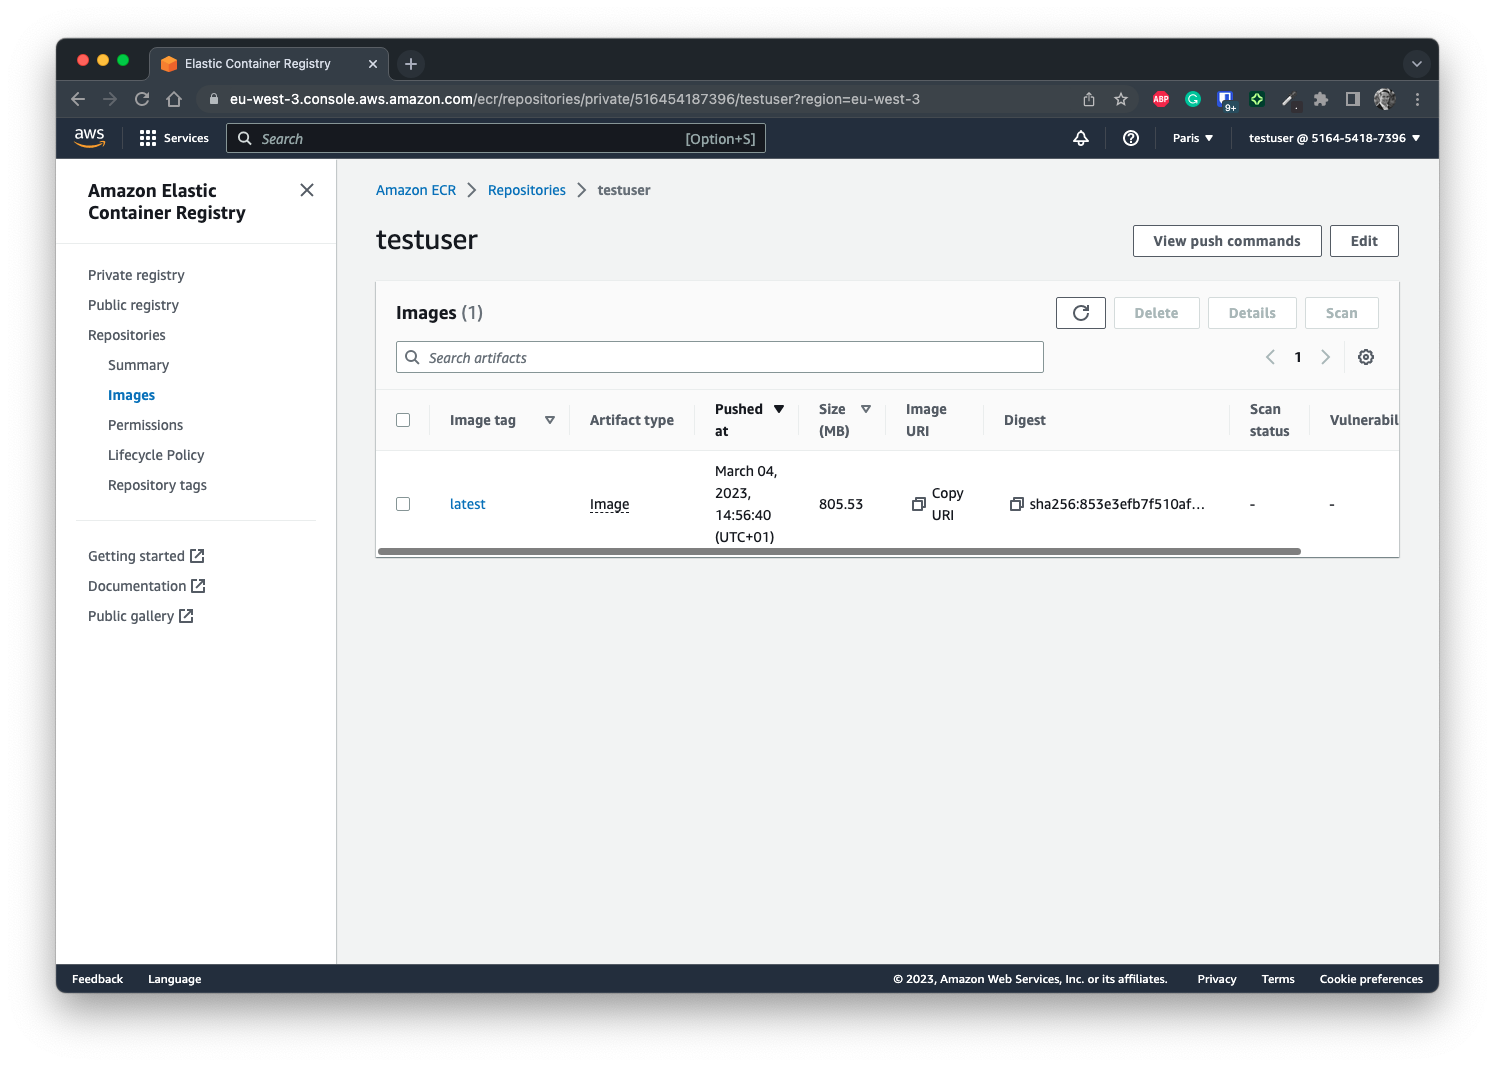 Elastic Container Registry
eu-west-3.console.aws.amazon.com/ecr/repositories/private/516454187396/testuser?region=eu-west-3
ABP
G
9+
aws
Services
Search
[Option+S]
Paris
testuser @ 5164-5418-7396
Amazon Elastic
Container Registry
Private registry
Public registry
Repositories
Summary
Images
Permissions
Lifecycle Policy
Repository tags
Getting started
Documentation
Public gallery
Amazon ECR
Repositories
testuser
testuser
View push commands
Edit
Images (1)
Delete
Details
Scan
Search artifacts
1
Image tag
Artifact type
Pushed
at
Size
(MB)
Image
URI
Digest
Scan
status
Vulnerabil
latest
Image
March 04,
2023,
14:56:40
(UTC+01)
805.53
Copy
URI
sha256:853e3efb7f510af...
-
-
Feedback
Language
© 2023, Amazon Web Services, Inc. or its affiliates.
Privacy
Terms
Cookie preferences